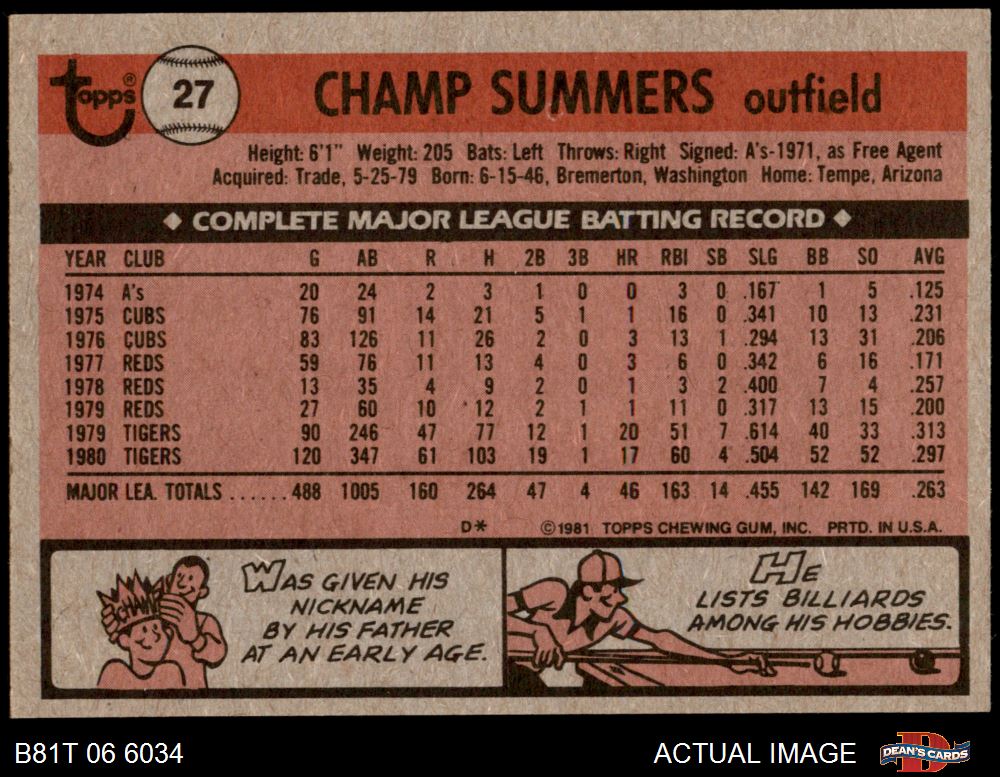 Topps®
27
CHAMP SUMMERS outfield
Height: 6'1" Weight: 205 Bats: Left Throws: Right Signed: A's-1971, as Free Agent
Acquired: Trade, 5-25-79 Born: 6-15-46, Bremerton, Washington Home: Tempe, Arizona
◆ COMPLETE MAJOR LEAGUE BATTING RECORD ◆
YEAR CLUB G AB R H 2B 3B HR RBI SB SLG BB SO AVG
1974 A's 20 24 2 3 1 0 0 3 0 .167 1 5 .125
1975 CUBS 76 91 14 21 5 1 1 16 0 .341 10 13 .231
1976 CUBS 83 126 11 26 2 0 3 13 1 .294 13 31 .206
1977 REDS 59 76 11 13 4 0 3 6 0 .342 6 16 .171
1978 REDS 13 35 4 9 2 0 1 3 2 .400 7 4 .257
1979 REDS 27 60 10 12 2 1 1 11 0 .317 13 15 .200
1979 TIGERS 90 246 47 77 12 1 20 51 7 .614 40 33 .313
1980 TIGERS 120 347 61 103 19 1 17 60 4 .504 52 52 .297
MAJOR LEA. TOTALS ...... 488 1005 160 264 47 4 46 163 14 .455 142 169 .263
D* ©1981 TOPPS CHEWING GUM, INC. PRTD. IN U.S.A.
CHAMP
WAS GIVEN HIS
NICKNAME
BY HIS FATHER
AT AN EARLY AGE.
HE
LISTS BILLIARDS
AMONG HIS HOBBIES.
B81T 06 6034
ACTUAL IMAGE
D
DEAN'S CARDS